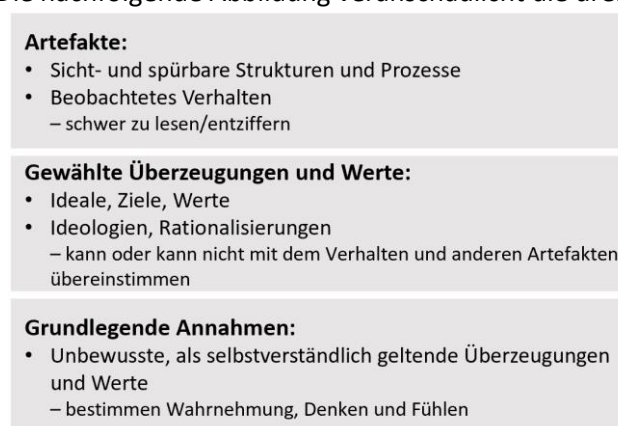 Artefakte:
• Sicht- und spürbare Strukturen und Prozesse
• Beobachtetes Verhalten
– schwer zu lesen/entziffern
Gewählte Überzeugungen und Werte:
• Ideale, Ziele, Werte
• Ideologien, Rationalisierungen
– kann oder kann nicht mit dem Verhalten und anderen Artefakten
übereinstimmen
Grundlegende Annahmen:
• Unbewusste, als selbstverständlich geltende Überzeugungen
und Werte
– bestimmen Wahrnehmung, Denken und Fühlen